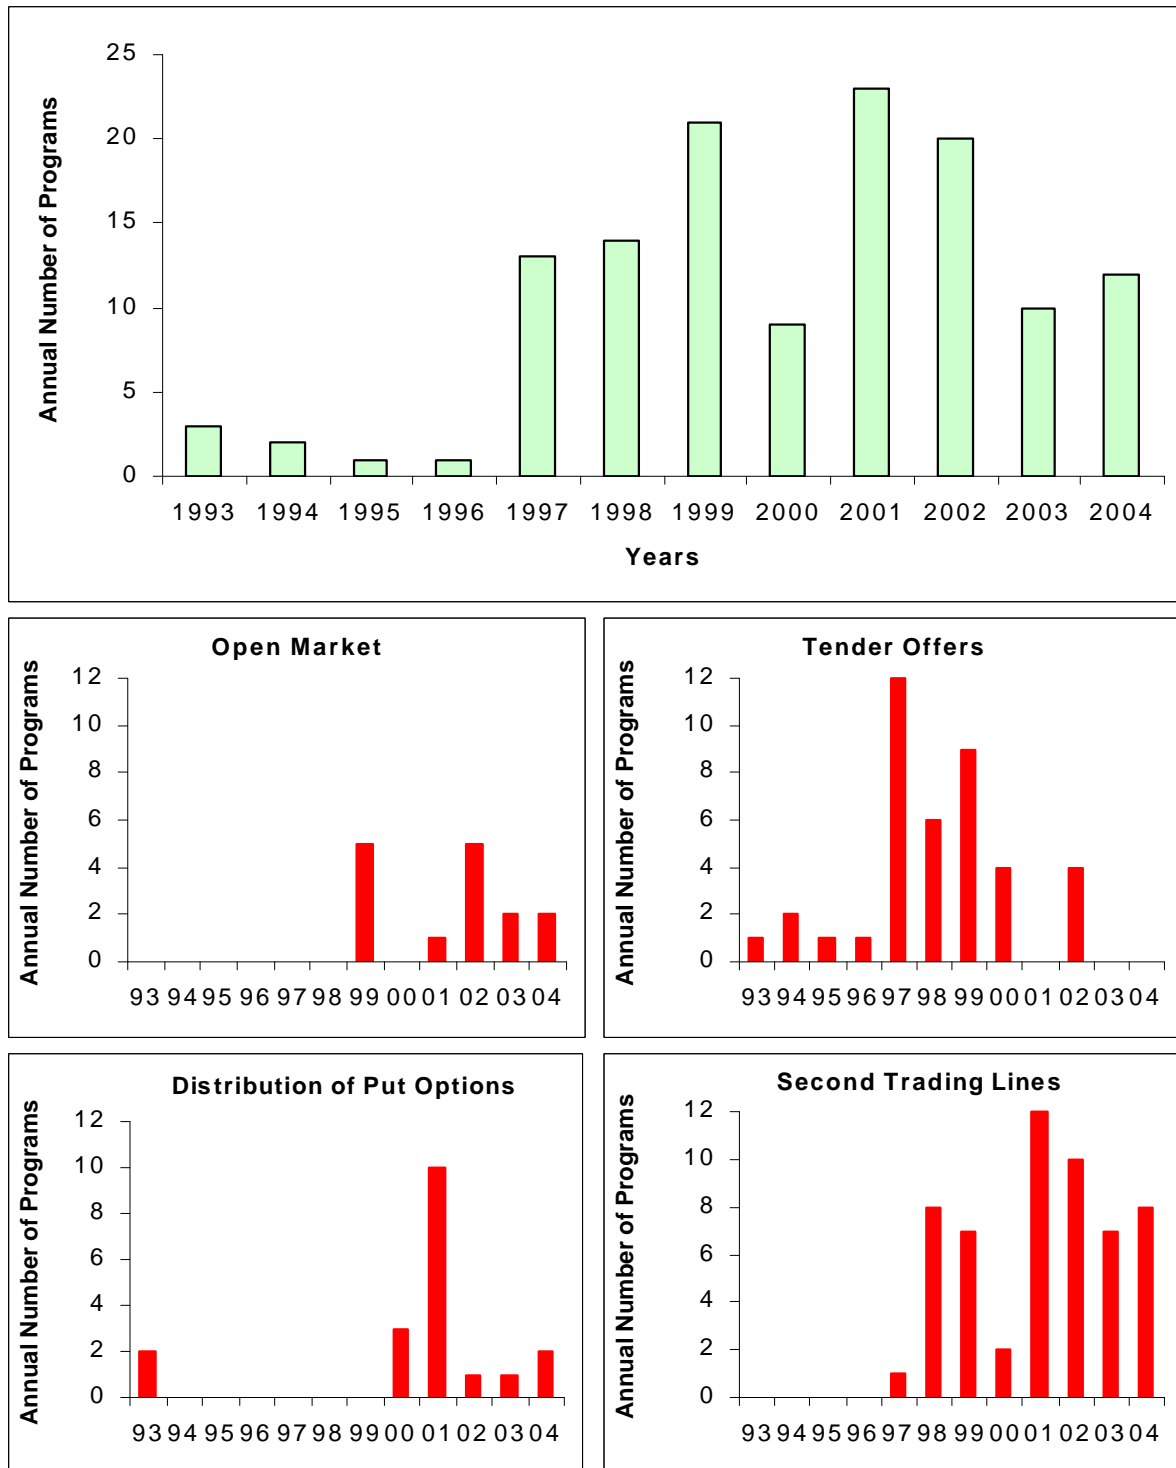 Annual Number of Programs
25
20
15
10
5
0
1993 1994 1995 1996 1997 1998 1999 2000 2001 2002 2003 2004
Years
Open Market
Annual Number of Programs
12
10
8
6
4
2
0
93 94 95 96 97 98 99 00 01 02 03 04
Tender Offers
Annual Number of Programs
12
10
8
6
4
2
0
93 94 95 96 97 98 99 00 01 02 03 04
Distribution of Put Options
Annual Number of Programs
12
10
8
6
4
2
0
93 94 95 96 97 98 99 00 01 02 03 04
Second Trading Lines
Annual Number of Programs
12
10
8
6
4
2
0
93 94 95 96 97 98 99 00 01 02 03 04